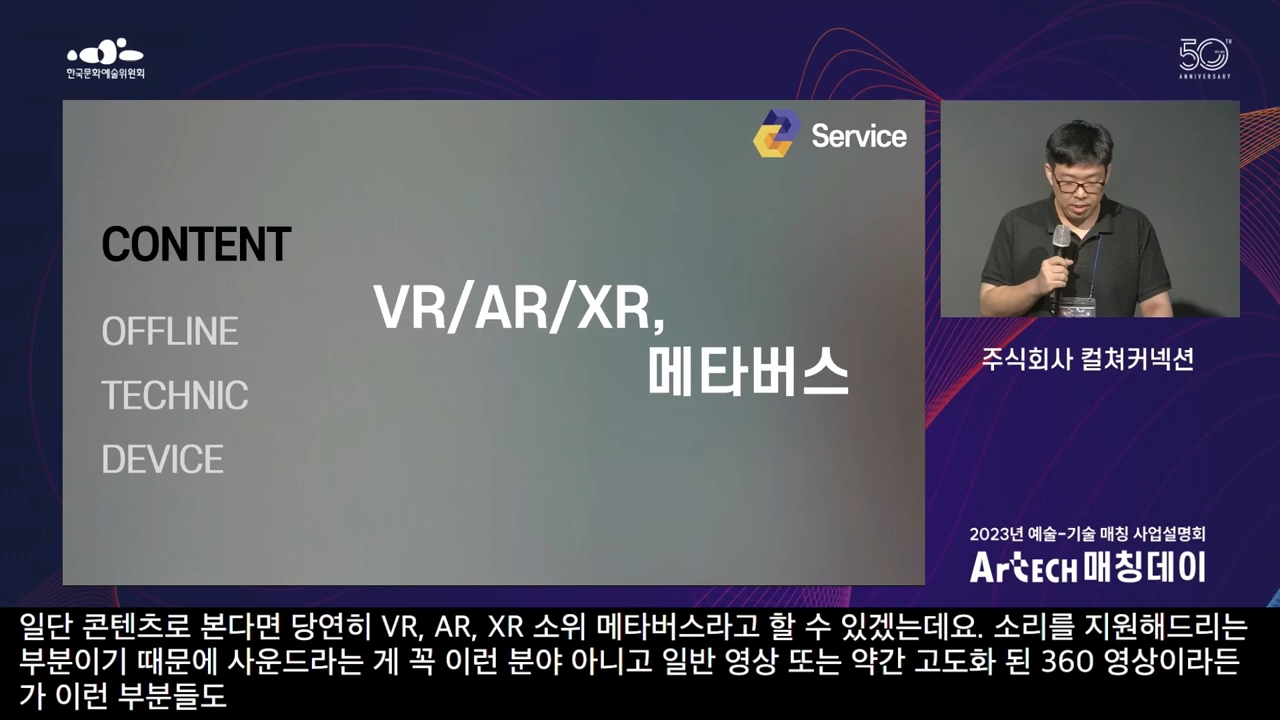 한국문화예술위원회
50TH
ANNIVERSARY
Service
CONTENT
OFFLINE
TECHNIC
DEVICE
VR/AR/XR,
메타버스
주식회사 컬쳐커넥션
2023년 예술-기술 매칭 사업설명회
ArtECH매칭데이
일단 콘텐츠로 본다면 당연히 VR, AR, XR 소위 메타버스라고 할 수 있겠는데요. 소리를 지원해드리는
부분이기 때문에 사운드라는 게 꼭 이런 분야 아니고 일반 영상 또는 약간 고도화 된 360 영상이라든
가 이런 부분들도